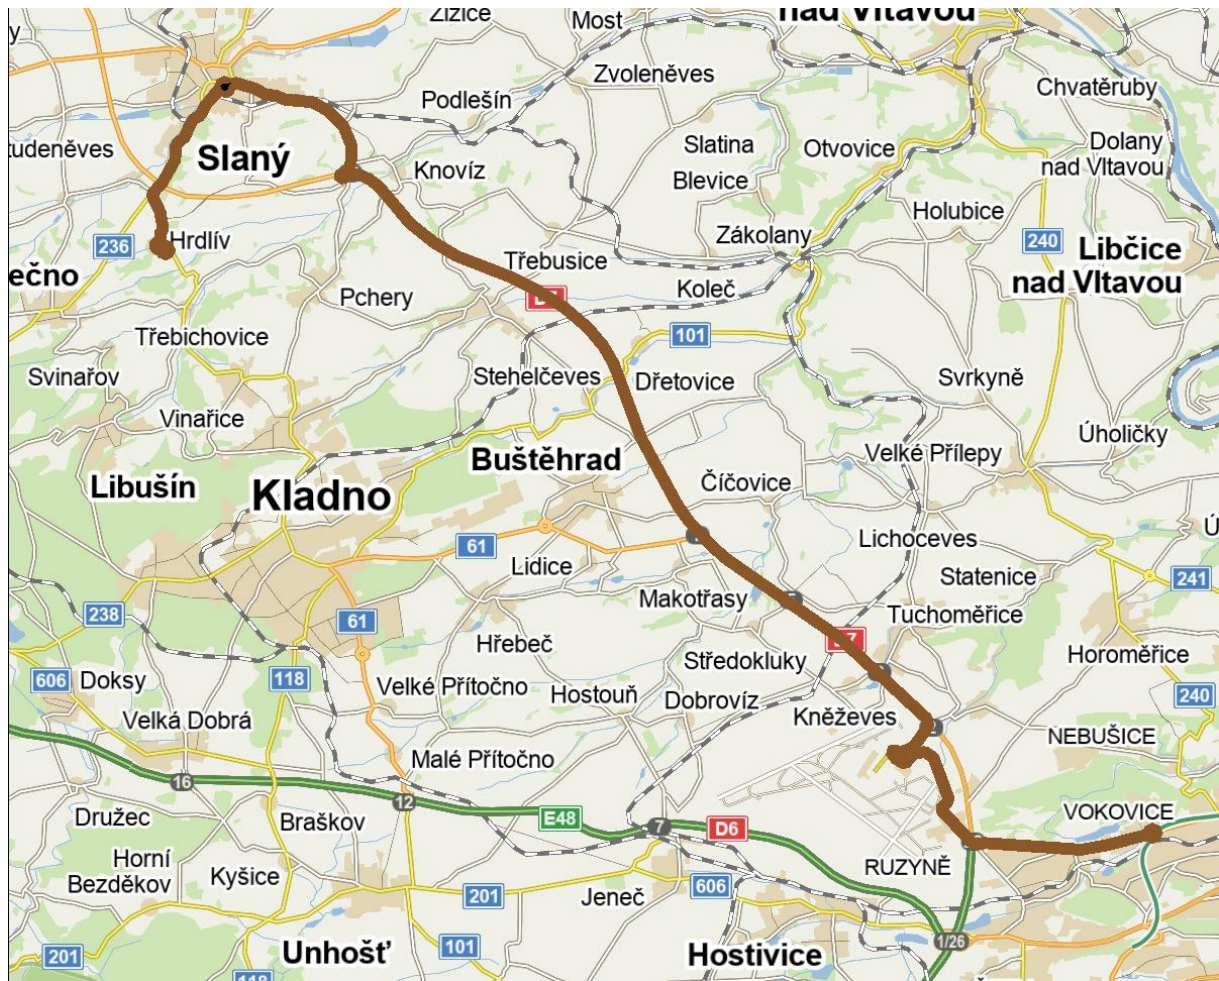 Žižice
Most
nad Vltavou
y
Zvoleněves
Chvatěruby
Podlešín
tudeněves
Slaný
Slatina
Otvovice
Dolany
nad Vltavou
Knovíz
Blevice
Holubice
236
Hrdlív
Zákolany
240
Libčice
nad Vltavou
ečno
Třebusice
Koleč
Pchery
Třebichovice
101
Svinařov
Stehelčeves
Dřetovice
Svrkyně
Vinařice
Úholičky
Buštěhrad
Velké Přílepy
Libušín
Kladno
Číčovice
61
Lichoceves
Ú
Lidice
Statenice
241
238
61
Makotřasy
Tuchoměřice
7
Hřebeč
Středokluky
Horoměřice
606
Doksy
118
Velké Přítočno
Hostouň
Dobrovíz
240
Velká Dobrá
Kněževes
2
NEBUŠICE
Malé Přítočno
16
12
E48
7
D6
VOKOVICE
Družec
Braškov
Horní
Bezděkov
Kyšice
RUZYNĚ
201
Jeneč
606
201
101
Unhošť
Hostivice
1/26
118